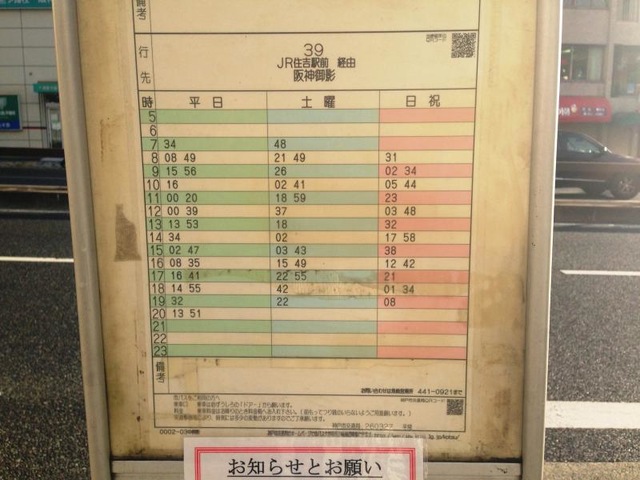 備考
行先
39
JR住吉駅前 経由
阪神御影
時 平日 土曜 日祝
5
6
7 34 48
8 08 49 21 49 31
9 15 56 26 02 34
10 16 02 41 05 44
11 00 20 18 59 23
12 00 39 37 03 48
13 13 53 18 32
14 34 02 17 58
15 02 47 03 43 38
16 08 35 15 49 12 42
17 16 41 22 55 21
18 14 55 42 01 34
19 32 22 08
20 13 51
21
22
23
備考
441-0921まで
お知らせとお願い